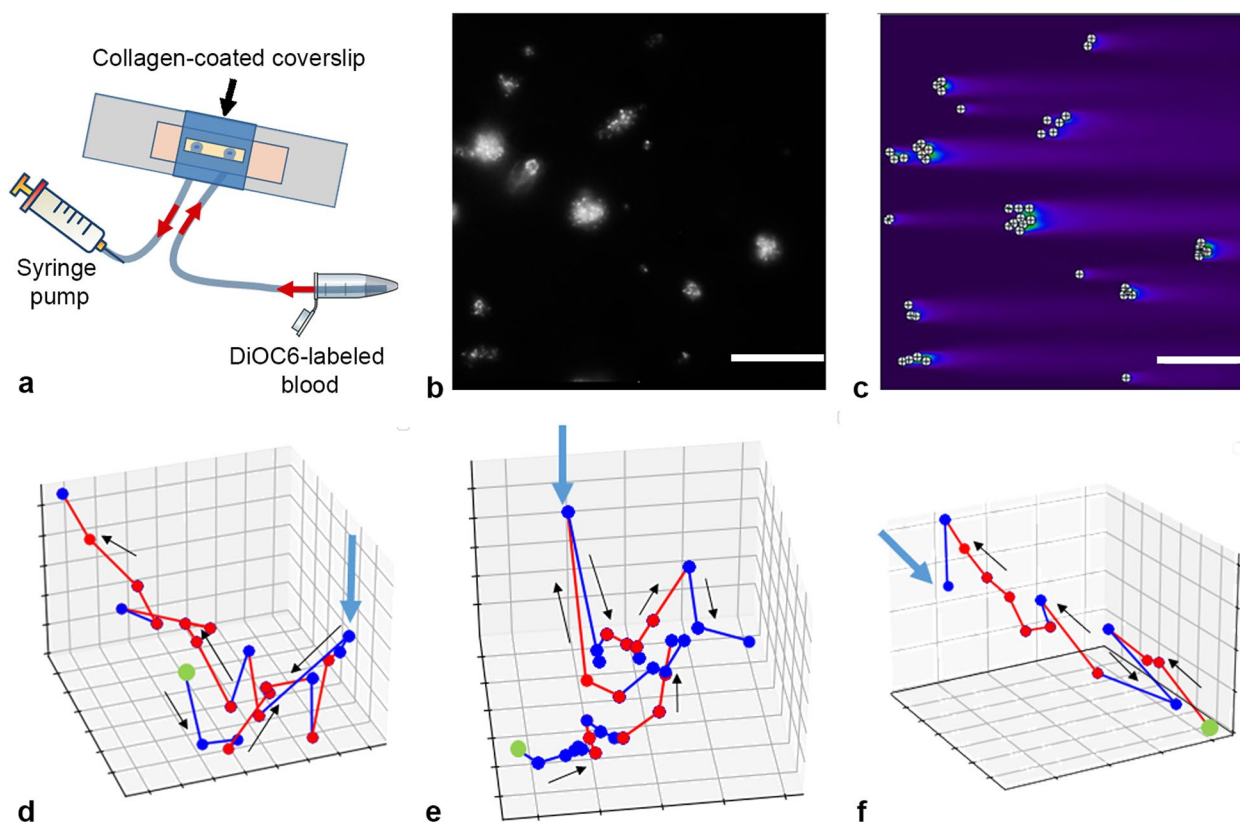 Collagen-coated coverslip
Syringe
pump
DiOC6-labeled
blood
a
b
c
d
e
f